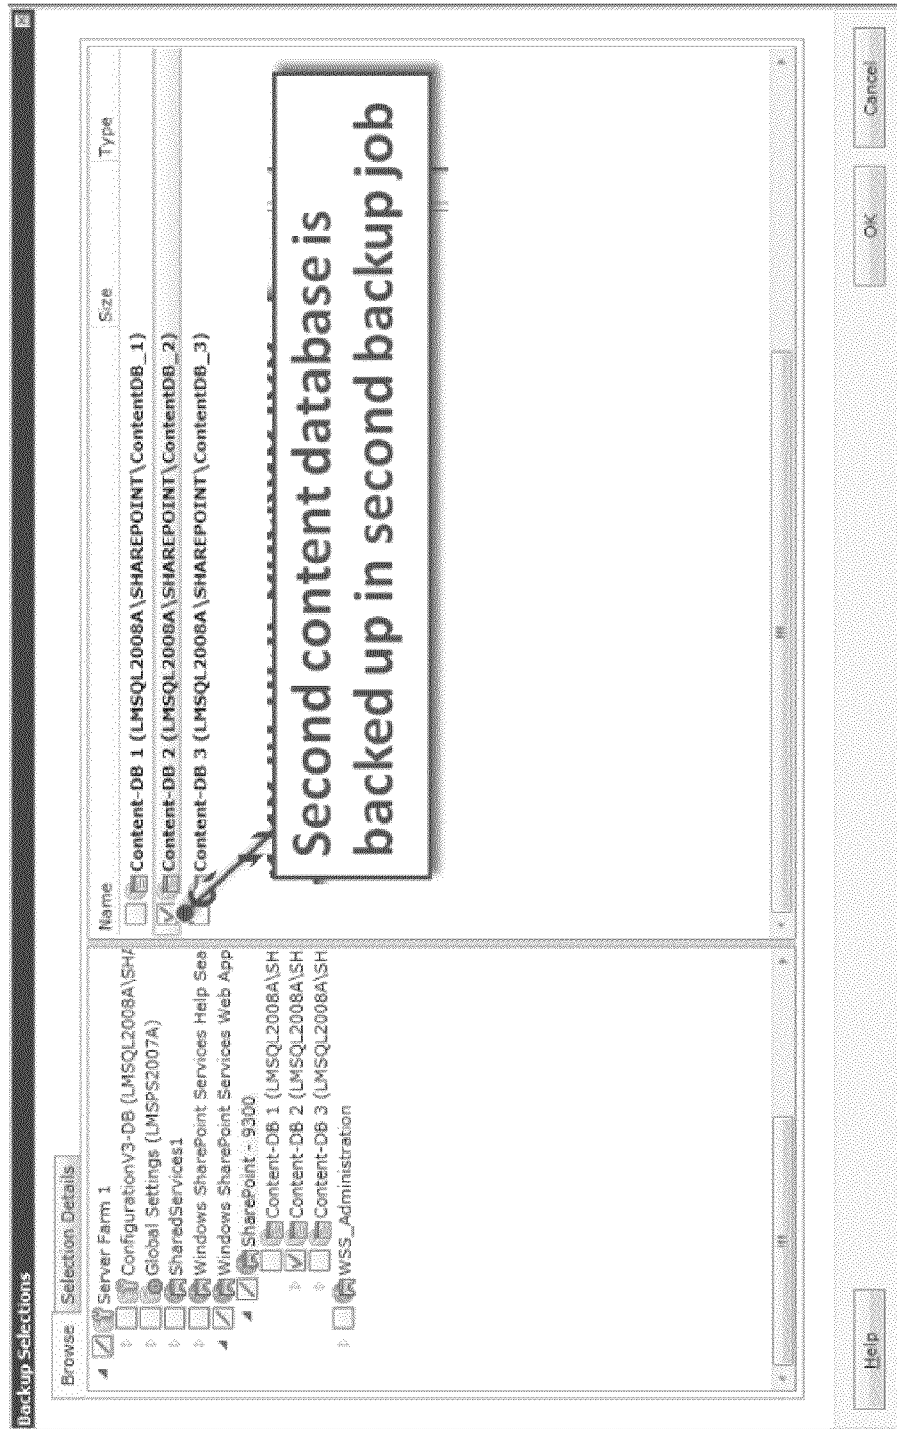 Backup Selections
Browse Selection Details
Server Farm 1
ConfigurationV3-DB (LMSQL2008A\SHA
Global Settings (LMSPS2007A)
SharedServices1
Windows SharePoint Services Help Sea
Windows SharePoint Services Web App
SharePoint - 9300
Content-DB 1 (LMSQL2008A\SH
Content-DB 2 (LMSQL2008A\SH
Content-DB 3 (LMSQL2008A\SH
WSS_Administration
Name Size Type
Content-DB 1 (LMSQL2008A\SHAREPOINT\ContentDB_1)
Content-DB 2 (LMSQL2008A\SHAREPOINT\ContentDB_2)
Content-DB 3 (LMSQL2008A\SHAREPOINT\ContentDB_3)
Second content database is
backed up in second backup job
Help OK Cancel